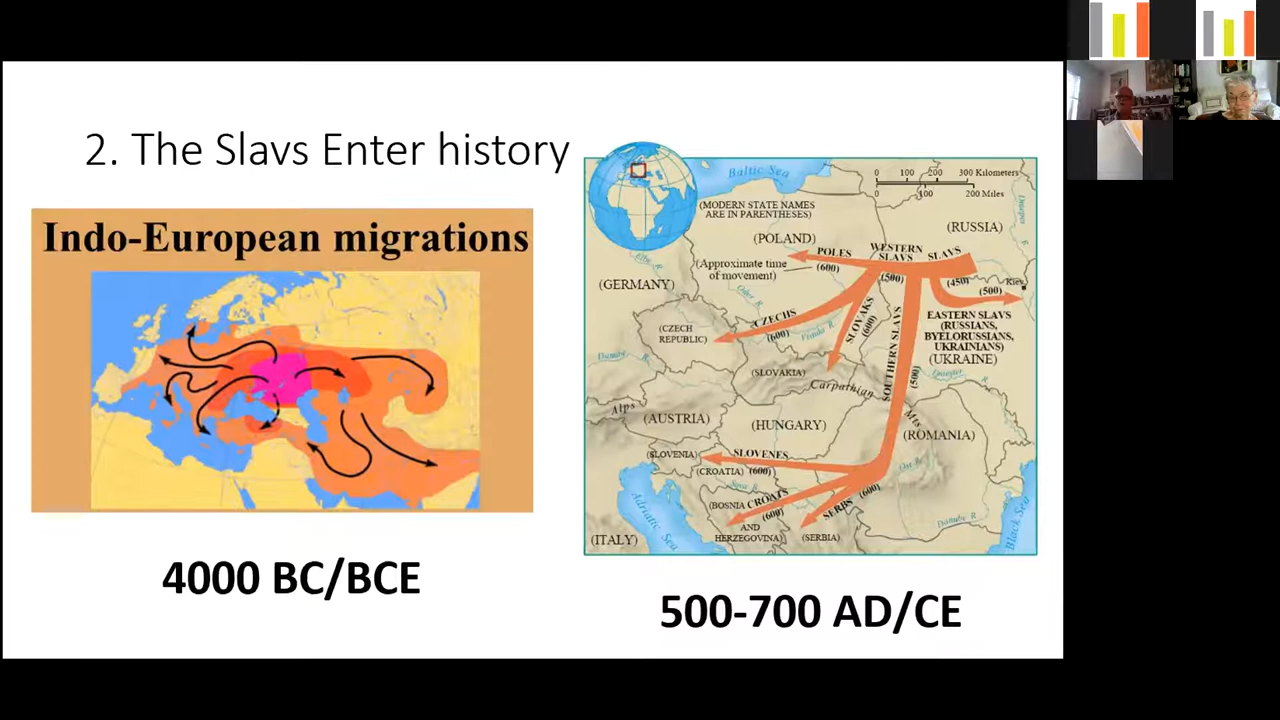 2. The Slavs Enter history
Indo-European migrations
4000 BC/BCE
Baltic Sea
0 100 200 300 Kilometers
0 100 200 Miles
(MODERN STATE NAMES
ARE IN PARENTHESES)
(RUSSIA)
(POLAND)
POLES
(600)
WESTERN
SLAVS
(500)
SLAVS
(450)
(500)
Kiev
(Approximate time
of movement)
Elbe R.
(GERMANY)
Oder R.
CZECHS
(600)
SLOVAKS
(600)
EASTERN SLAVS
(RUSSIANS,
BYELORUSSIANS,
UKRAINIANS)
(UKRAINE)
(CZECH
REPUBLIC)
SOUTHERN SLAVS
(500)
(SLOVAKIA)
Carpathian
Mts
Alps
(AUSTRIA)
(HUNGARY)
(ROMANIA)
(SLOVENIA)
SLOVENES
(600)
(CROATIA)
(BOSNIA
CROATS
(600)
AND
HERZEGOVINA)
SERBS
(600)
(SERBIA)
Danube R.
Adriatic Sea
(ITALY)
Black Sea
500-700 AD/CE